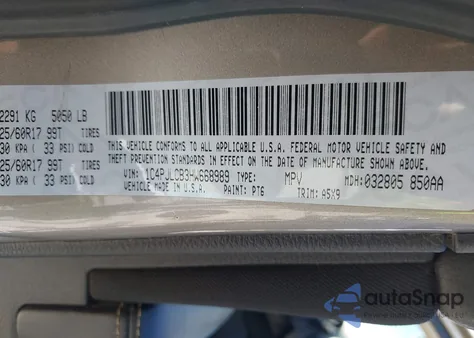 2291 KG 5050 LB
25/60R17 99T TIRES
30 KPA ( 33 PSI) COLD
25/60R17 99T TIRES
30 KPA ( 33 PSI) COLD
THIS VEHICLE CONFORMS TO ALL APPLICABLE U.S.A. FEDERAL MOTOR VEHICLE SAFETY AND
THEFT PREVENTION STANDARDS IN EFFECT ON THE DATE OF MANUFACTURE SHOWN ABOVE.
VIN: 1C4PJLCB3HW668989 TYPE: MPV MDH: 032805 850AA
MADE IN U.S.A. PAINT: PTG TRIM: A5X9
autoSnap
www.autosnap.com